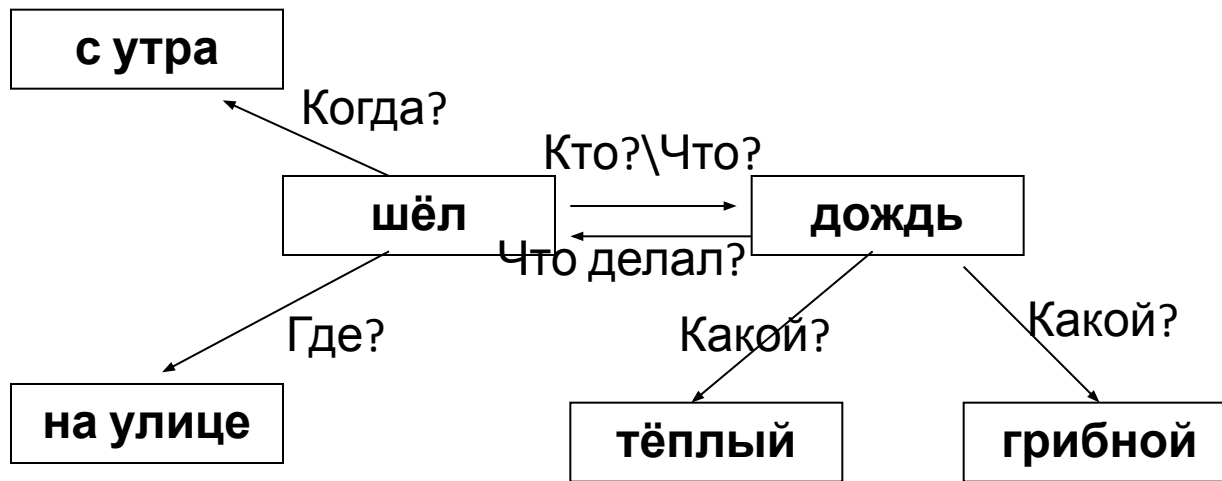 с утра
Когда?
Кто?\Что?
шёл
дождь
Что делал?
Где?
Какой?
Какой?
на улице
тёплый
грибной